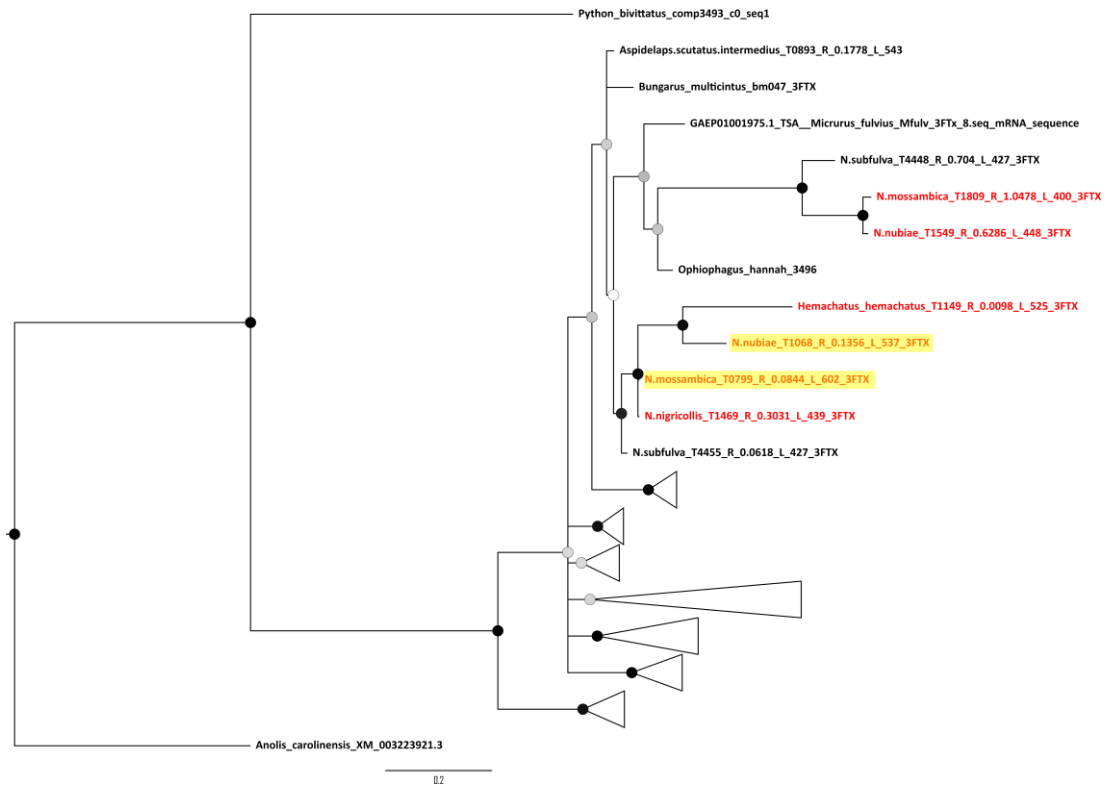 Python_bivittatus_comp3493_c0_seq1
Aspidelaps.scutatus.intermedius_T0893_R_0.1778_L_543
Bungarus_multicintus_bm047_3FTX
GAEP01001975.1_TSA__Micrurus_fulvius_Mfulv_3FTx_8.seq_mRNA_sequence
N.subfulva_T4448_R_0.704_L_427_3FTX
N.mossambica_T1809_R_1.0478_L_400_3FTX
N.nubiae_T1549_R_0.6286_L_448_3FTX
Ophiophagus_hannah_3496
Hemachatus_hemachatus_T1149_R_0.0098_L_525_3FTX
N.nubiae_T1068_R_0.1356_L_537_3FTX
N.mossambica_T0799_R_0.0844_L_602_3FTX
N.nigricollis_T1469_R_0.3031_L_439_3FTX
N.subfulva_T4455_R_0.0618_L_427_3FTX
Anolis_carolinensis_XM_003223921.3
0.2